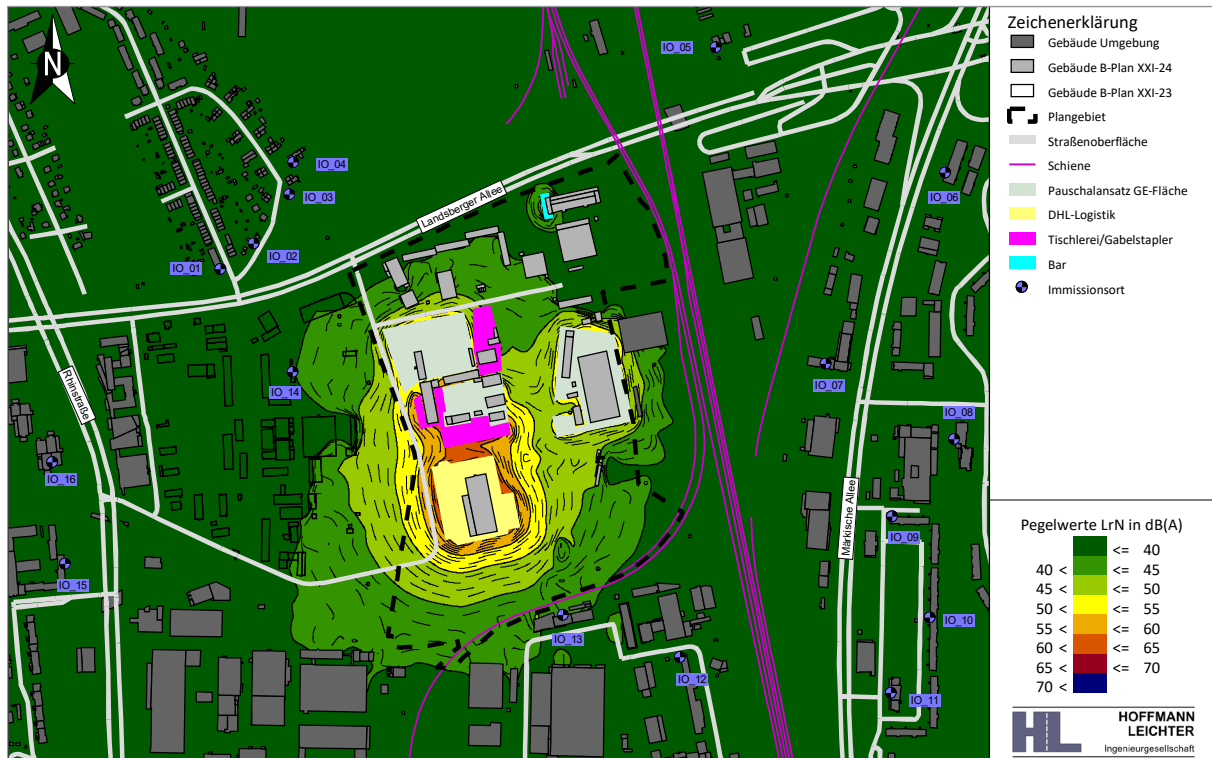 N
IO_05
IO_04
IO_03
IO_02
IO_01
IO_06
Landsberger Allee
Rhinstraße
IO_14
IO_07
IO_08
IO_16
Märkische Allee
IO_09
IO_15
IO_10
IO_13
IO_12
IO_11
Zeichenerklärung
Gebäude Umgebung
Gebäude B-Plan XXI-24
Gebäude B-Plan XXI-23
Plangebiet
Straßenoberfläche
Schiene
Pauschalansatz GE-Fläche
DHL-Logistik
Tischlerei/Gabelstapler
Bar
Immissionsort
Pegelwerte LrN in dB(A)
<= 40
40 < <= 45
45 < <= 50
50 < <= 55
55 < <= 60
60 < <= 65
65 < <= 70
70 <
HL
HOFFMANN
LEICHTER
Ingenieurgesellschaft